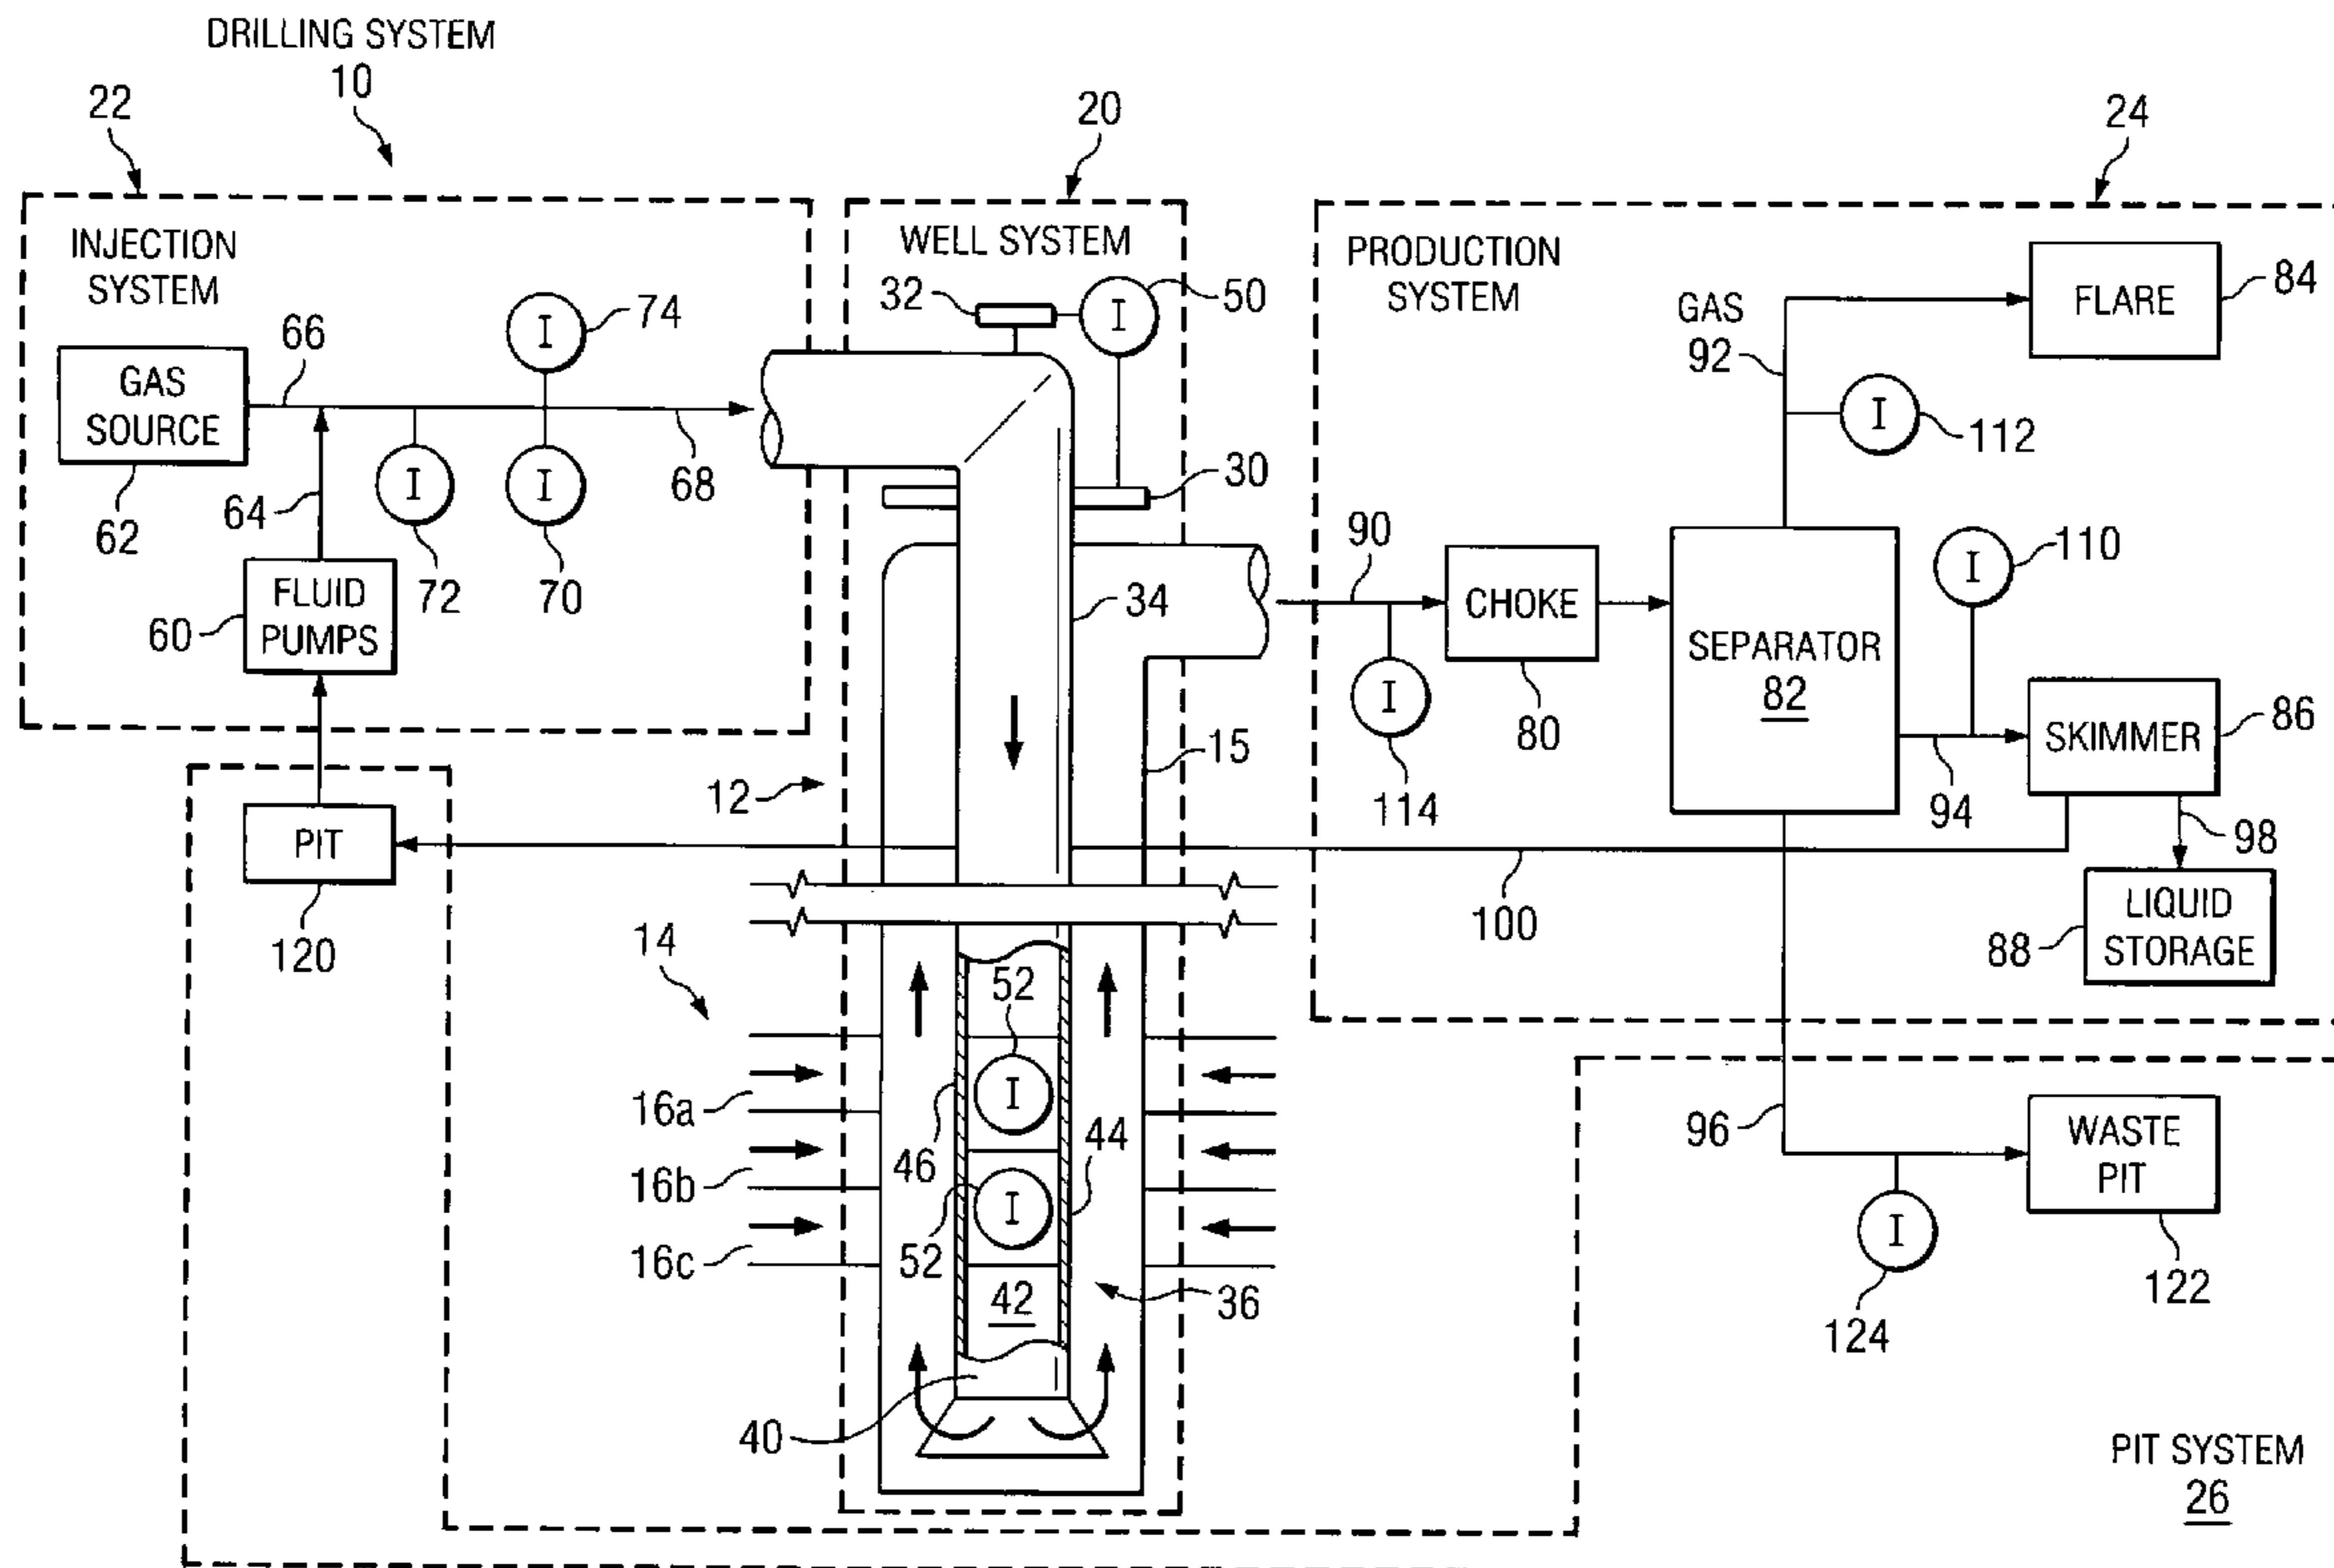 DRILLING SYSTEM
10
22
20
24
INJECTION
SYSTEM
WELL SYSTEM
PRODUCTION
SYSTEM
32
I
50
GAS
92
FLARE
84
66
I
74
GAS
SOURCE
62
64
I
72
I
70
68
I
112
30
FLUID
PUMPS
60
90
CHOKE
80
SEPARATOR
82
I
110
34
I
114
15
SKIMMER
86
94
98
12
PIT
120
100
LIQUID
STORAGE
88
14
52
I
16a
46
44
16b
I
52
16c
42
36
40
96
WASTE
PIT
122
I
124
PIT SYSTEM
26